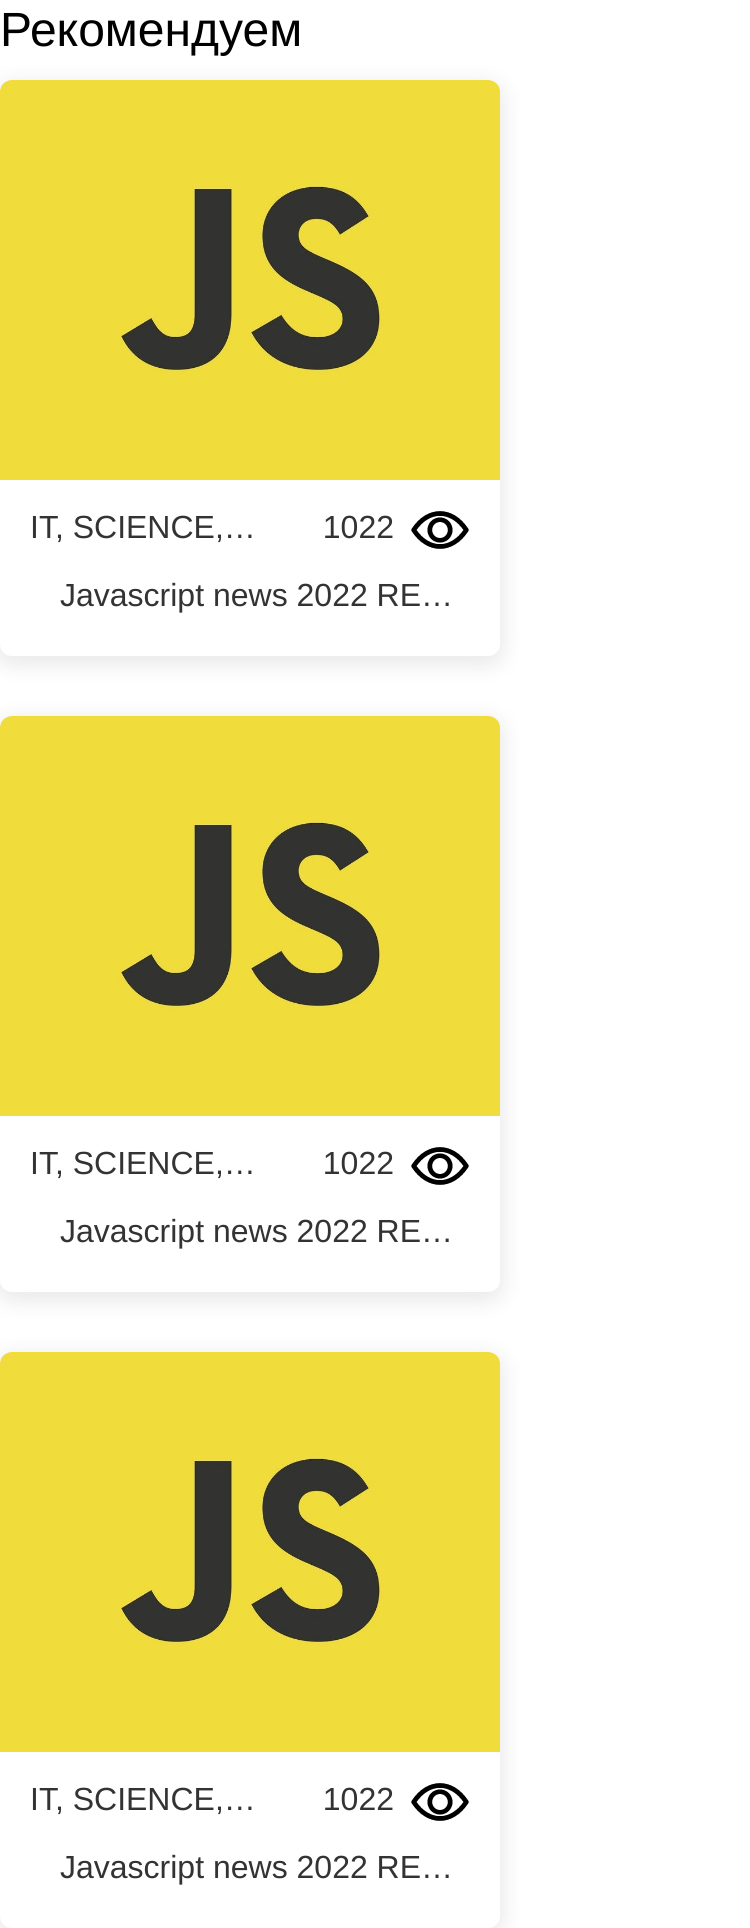 Рекомендуем
JS
IT, SCIENCE,… 1022
Javascript news 2022 RE…
JS
IT, SCIENCE,… 1022
Javascript news 2022 RE…
JS
IT, SCIENCE,… 1022
Javascript news 2022 RE…